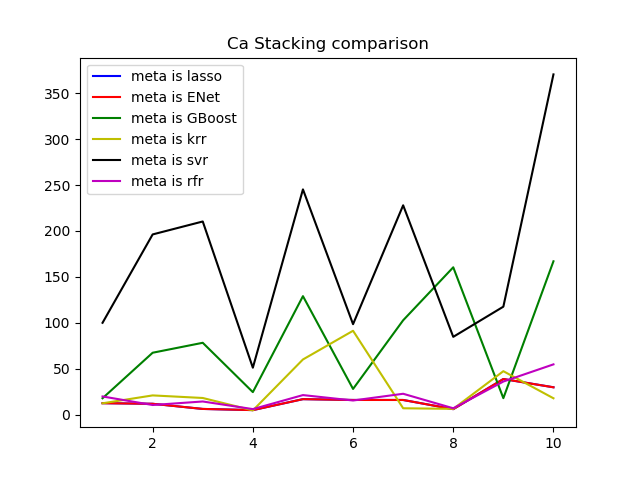 Ca Stacking comparison
meta is lasso
meta is ENet
meta is GBoost
meta is krr
meta is svr
meta is rfr
350
300
250
200
150
100
50
0
2 4 6 8 10